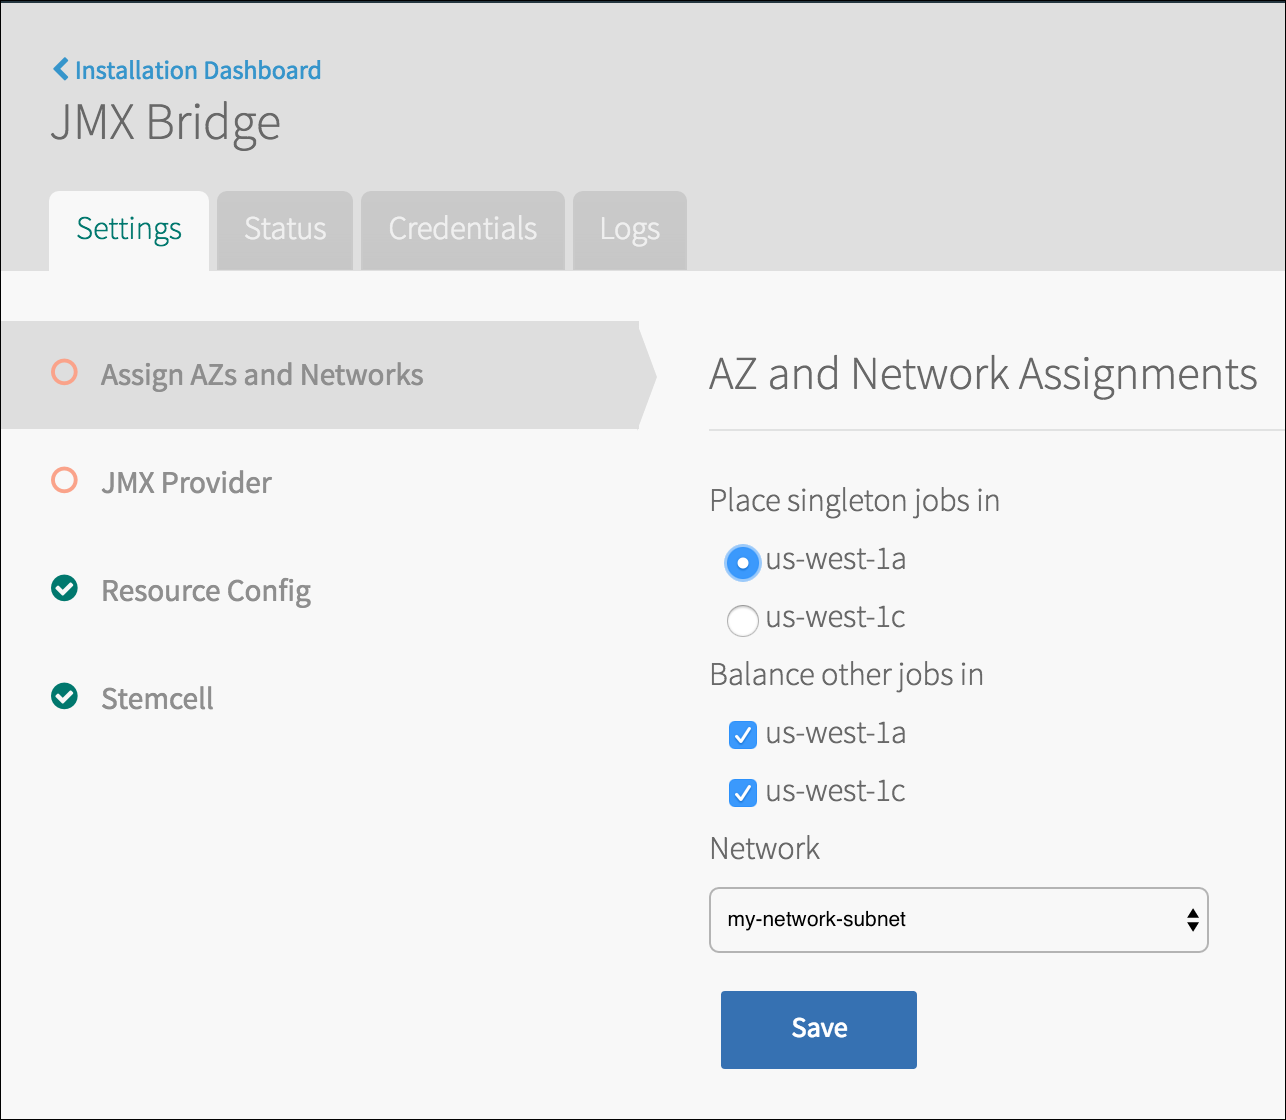 Installation Dashboard
JMX Bridge
Settings
Status
Credentials
Logs
Assign AZs and Networks
JMX Provider
Resource Config
Stemcell
AZ and Network Assignments
Place singleton jobs in
us-west-1a
us-west-1c
Balance other jobs in
us-west-1a
us-west-1c
Network
my-network-subnet
Save